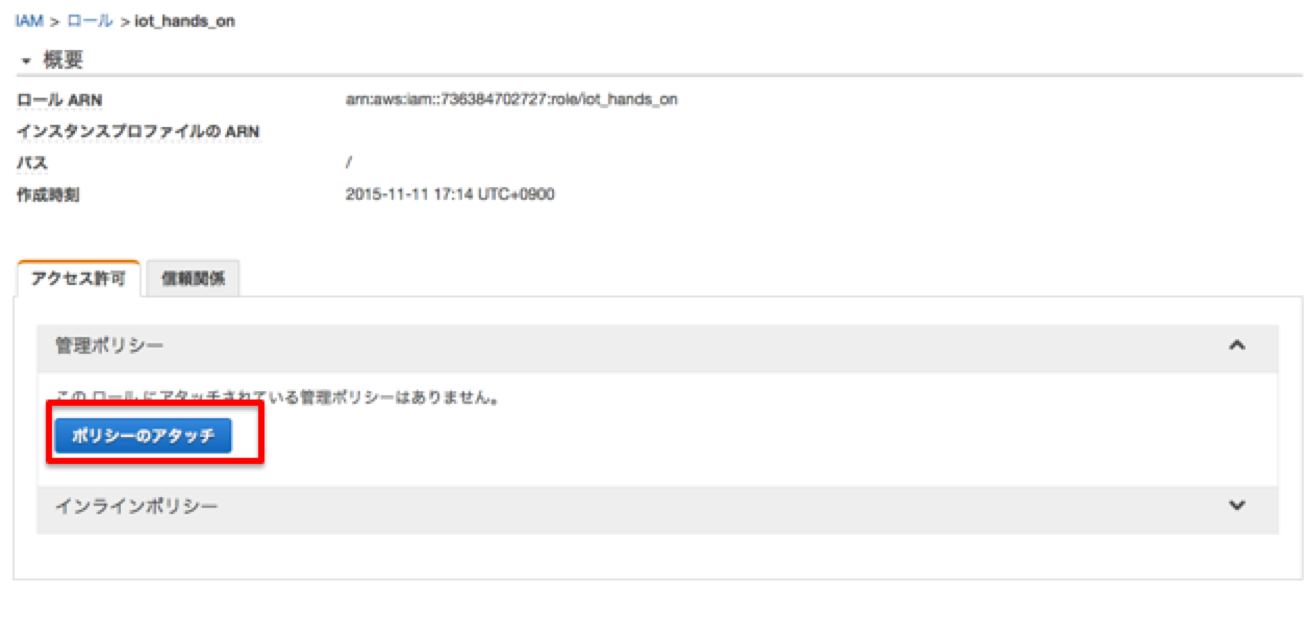 IAM > ロール > iot_hands_on
概要
ロール ARN arn:aws:iam::736384702727:role/iot_hands_on
インスタンスプロファイルの ARN
パス /
作成時刻 2015-11-11 17:14 UTC+0900
アクセス許可 信頼関係
管理ポリシー
この ロール にアタッチされている管理ポリシーはありません。
ポリシーのアタッチ
インラインポリシー